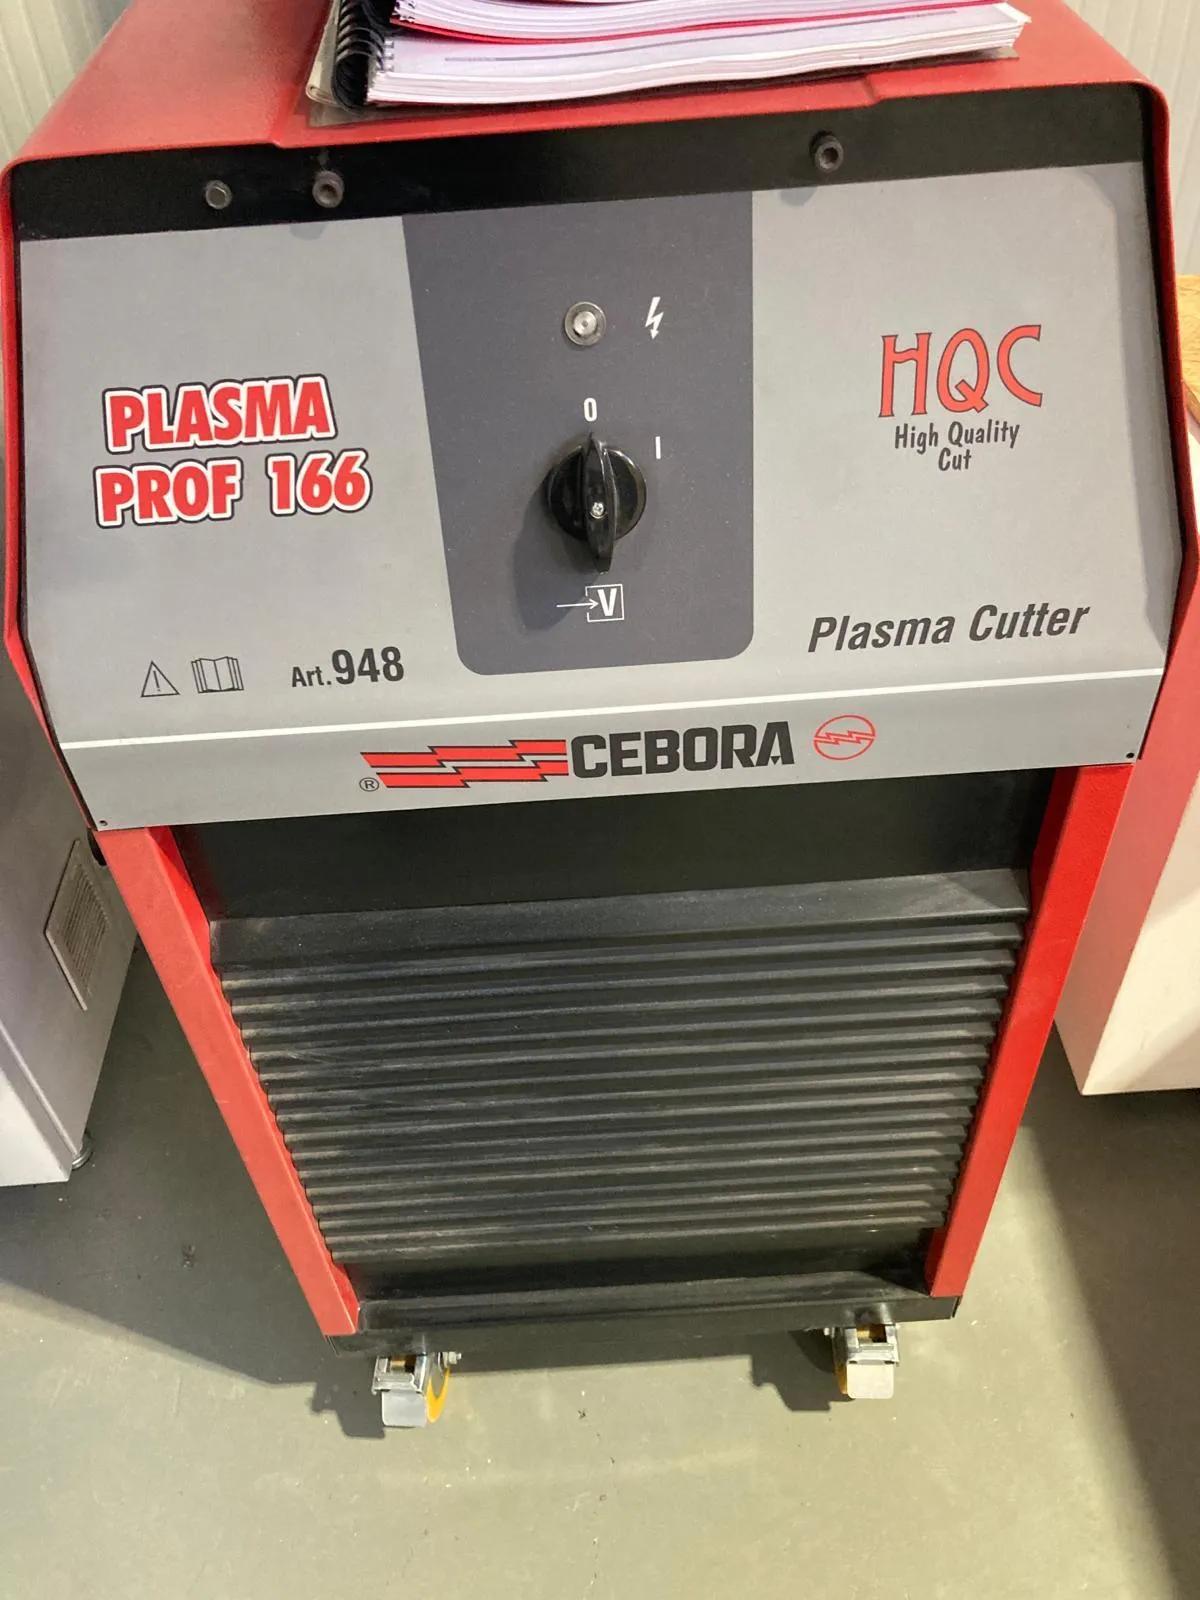 PLASMA
PROF 166
0
I
V
HQC
High Quality
Cut
Art. 948
Plasma Cutter
® CEBORA